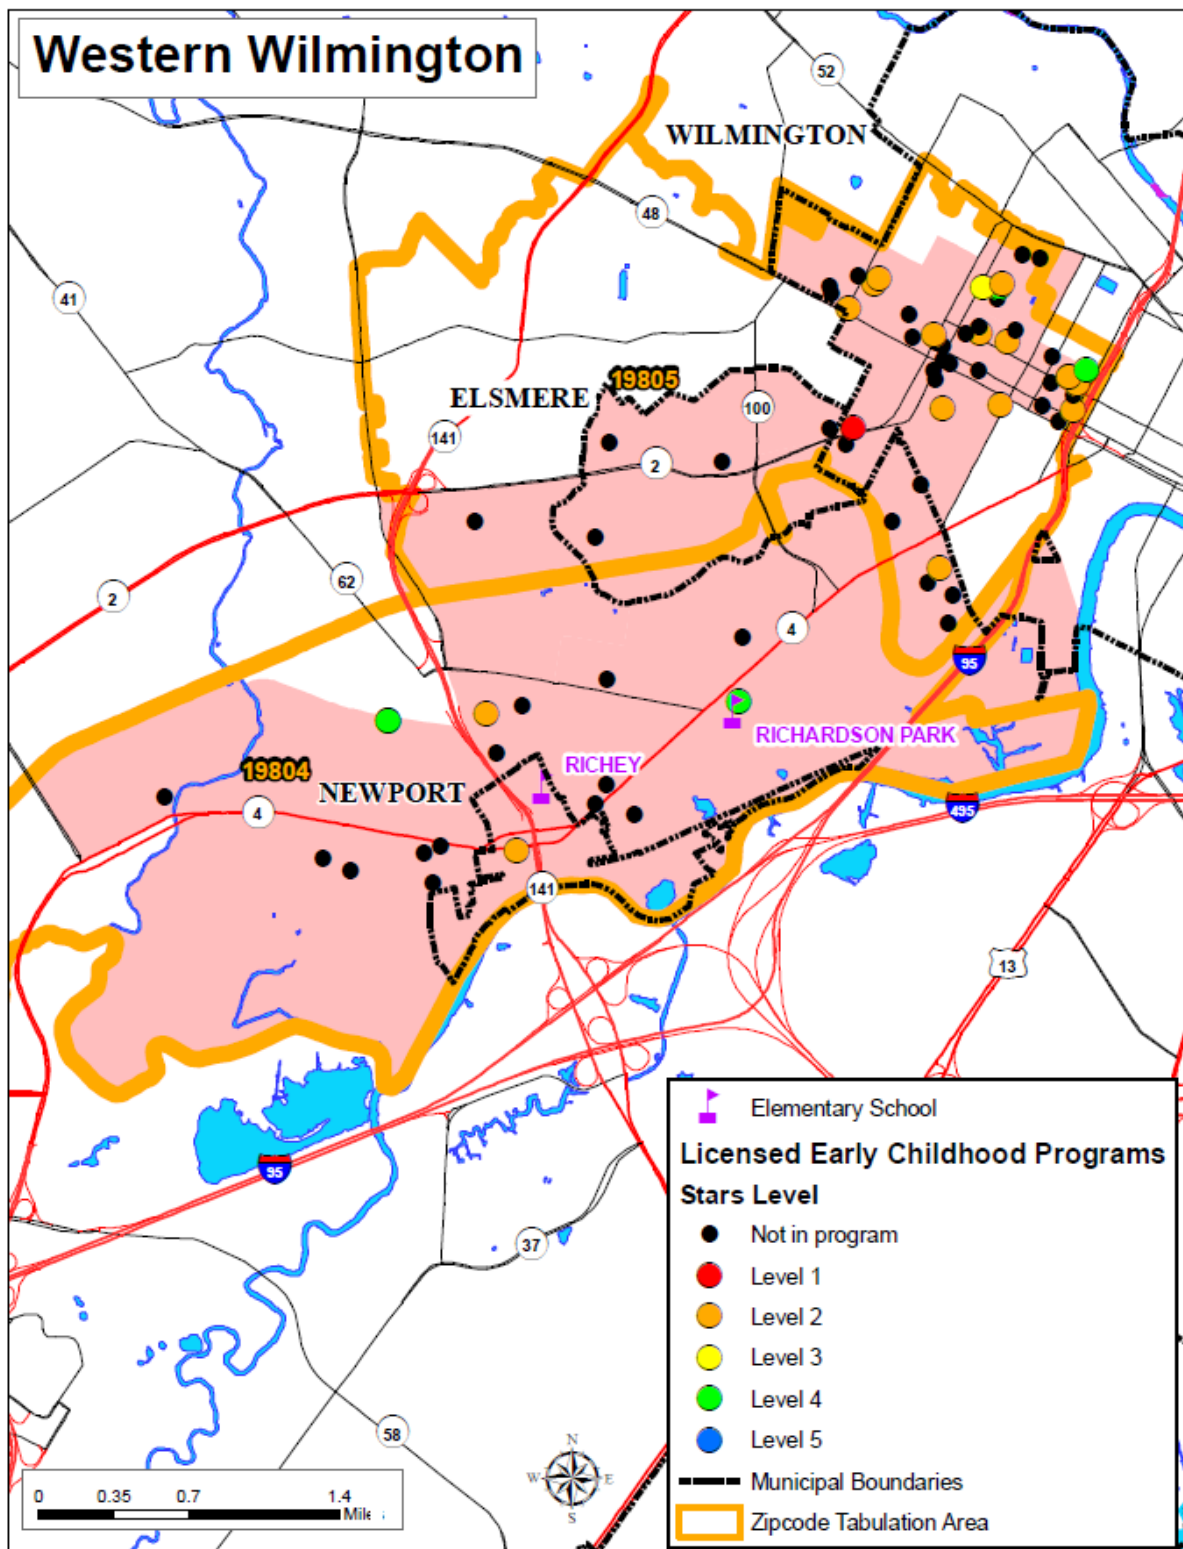 Western Wilmington
52
WILMINGTON
48
41
19805
ELSMERE
100
141
2
62
2
4
95
RICHARDSON PARK
RICHEY
19804
NEWPORT
4
495
141
13
95
37
58
Elementary School
Licensed Early Childhood Programs
Stars Level
Not in program
Level 1
Level 2
Level 3
Level 4
Level 5
Municipal Boundaries
Zipcode Tabulation Area
N
W E
S
0 0.35 0.7 1.4
Miles